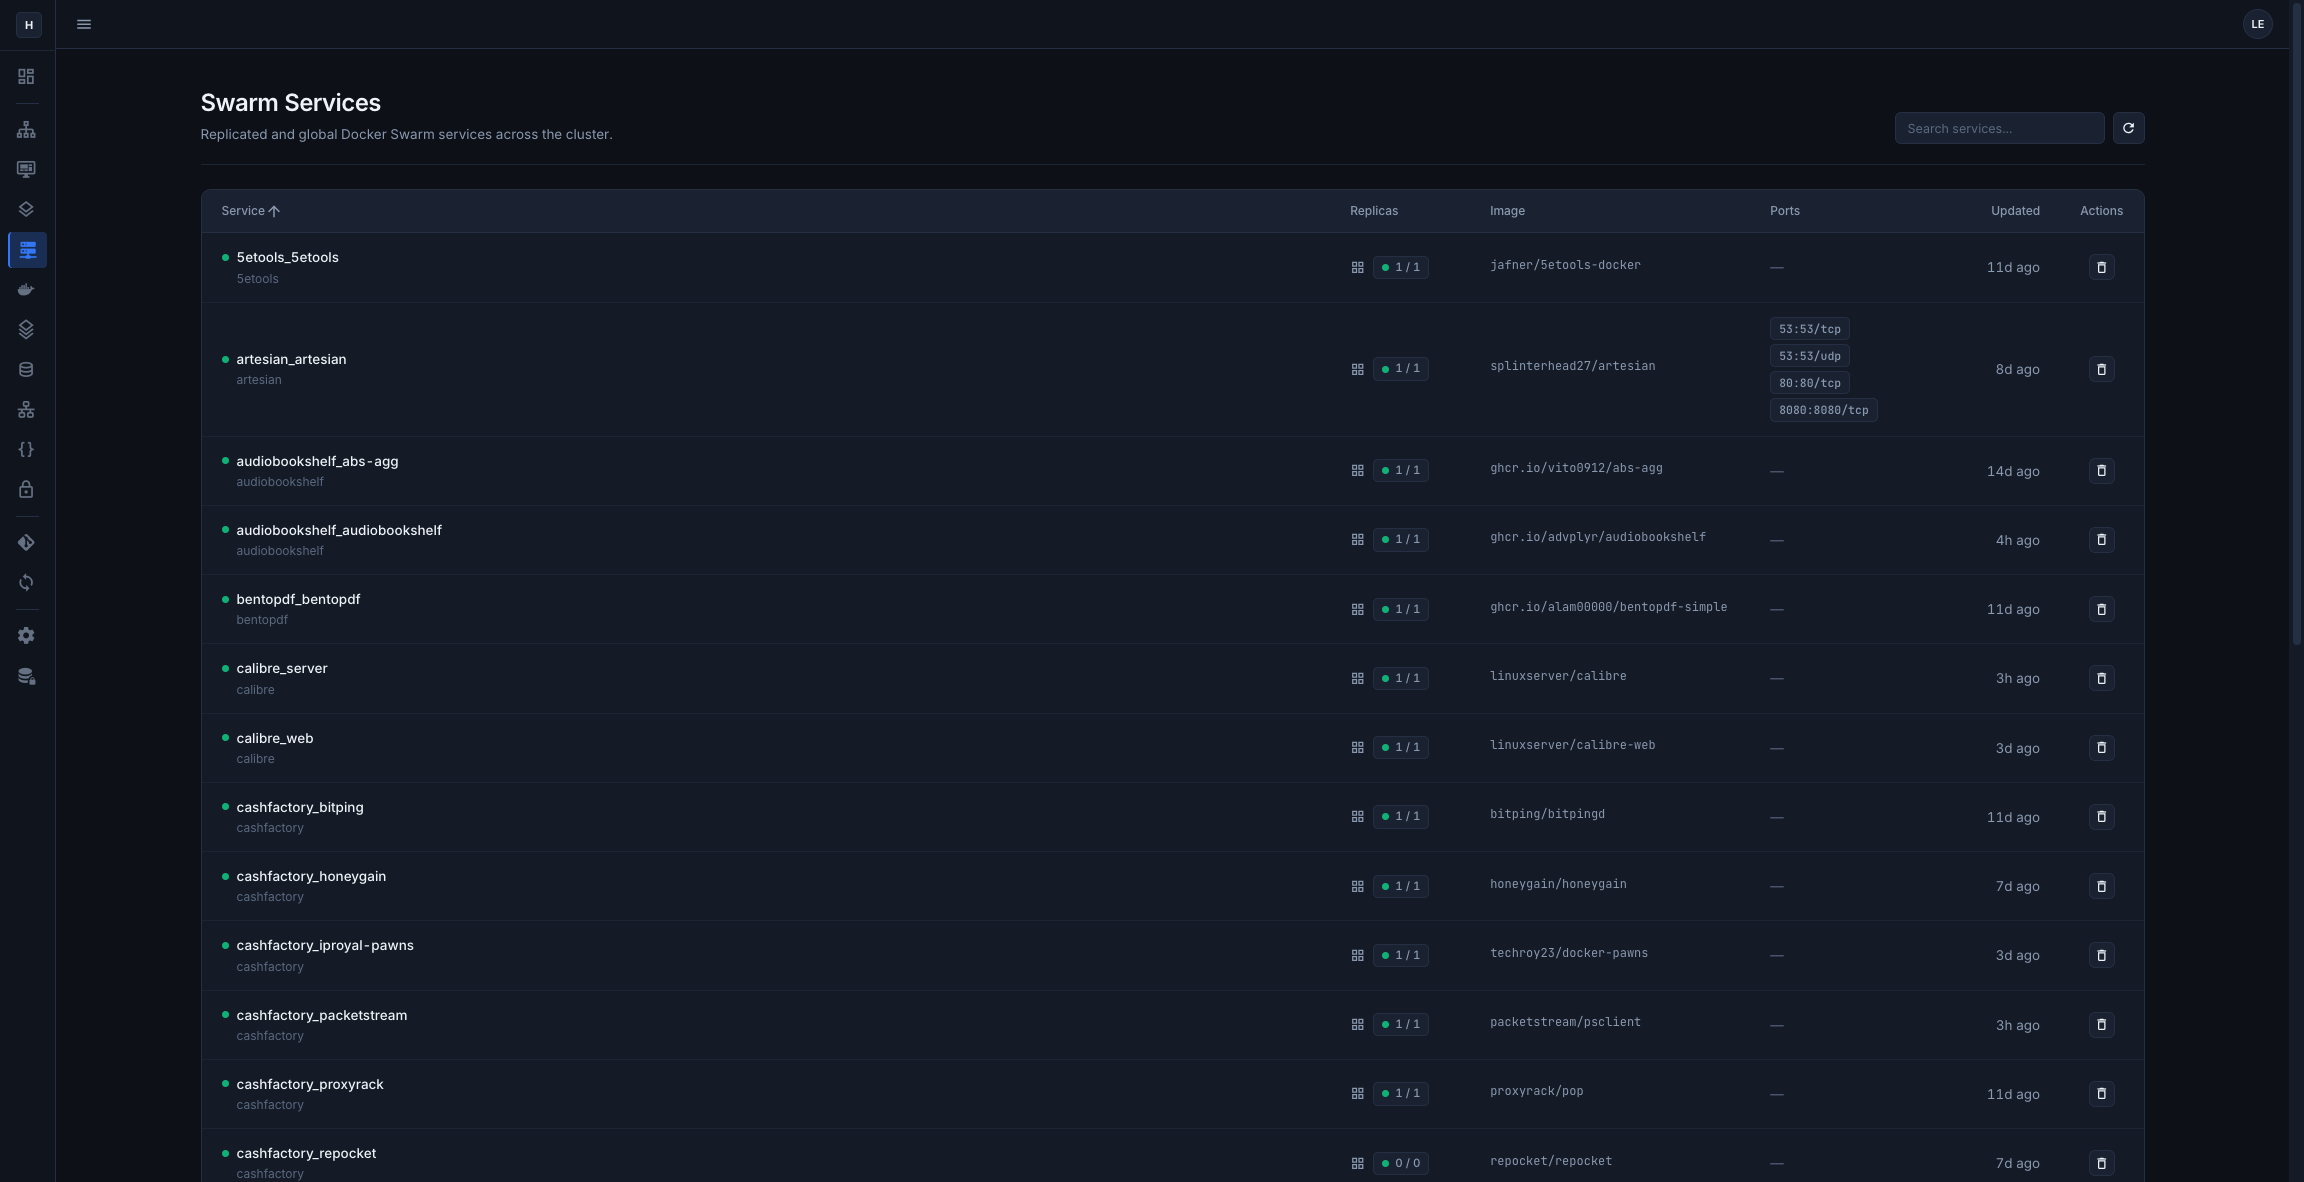 H
LE
Swarm Services
Replicated and global Docker Swarm services across the cluster.
Search services...
Service Replicas Image Ports Updated Actions
5etools_5etools
5etools
1 / 1 jafner/5etools-docker — 11d ago
artesian_artesian
artesian
1 / 1 splinterhead27/artesian
53:53/tcp
53:53/udp
80:80/tcp
8080:8080/tcp
8d ago
audiobookshelf_abs-agg
audiobookshelf
1 / 1 ghcr.io/vito0912/abs-agg — 14d ago
audiobookshelf_audiobookshelf
audiobookshelf
1 / 1 ghcr.io/advplyr/audiobookshelf — 4h ago
bentopdf_bentopdf
bentopdf
1 / 1 ghcr.io/alam00000/bentopdf-simple — 11d ago
calibre_server
calibre
1 / 1 linuxserver/calibre — 3h ago
calibre_web
calibre
1 / 1 linuxserver/calibre-web — 3d ago
cashfactory_bitping
cashfactory
1 / 1 bitping/bitpingd — 11d ago
cashfactory_honeygain
cashfactory
1 / 1 honeygain/honeygain — 7d ago
cashfactory_iproyal-pawns
cashfactory
1 / 1 techroy23/docker-pawns — 3d ago
cashfactory_packetstream
cashfactory
1 / 1 packetstream/psclient — 3h ago
cashfactory_proxyrack
cashfactory
1 / 1 proxyrack/pop — 11d ago
cashfactory_repocket
cashfactory
0 / 0 repocket/repocket — 7d ago